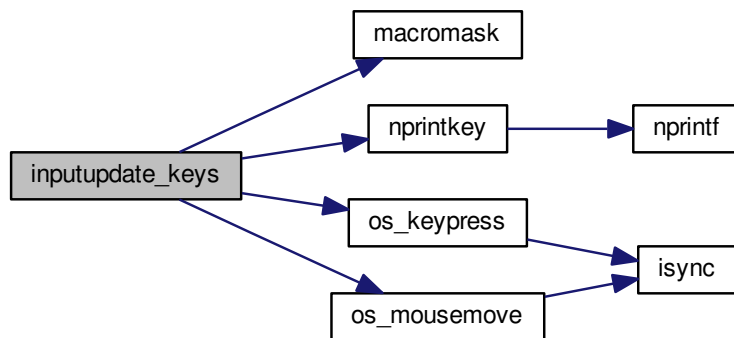 macromask
nprintkey
nprintf
inputupdate_keys
os_keypress
isync
os_mousemove